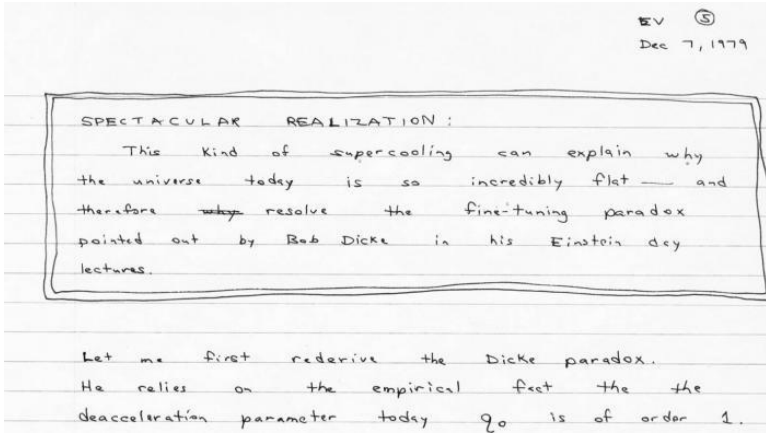 EV ⑤
Dec 7, 1979
SPECTACULAR REALIZATION:
This kind of supercooling can explain why
the universe today is so incredibly flat — and
therefore why resolve the fine-tuning paradox
pointed out by Bob Dicke in his Einstein day
lectures.
Let me first rederive the Dicke paradox.
He relies on the empirical fact the the
deacceleration parameter today q₀ is of order 1.